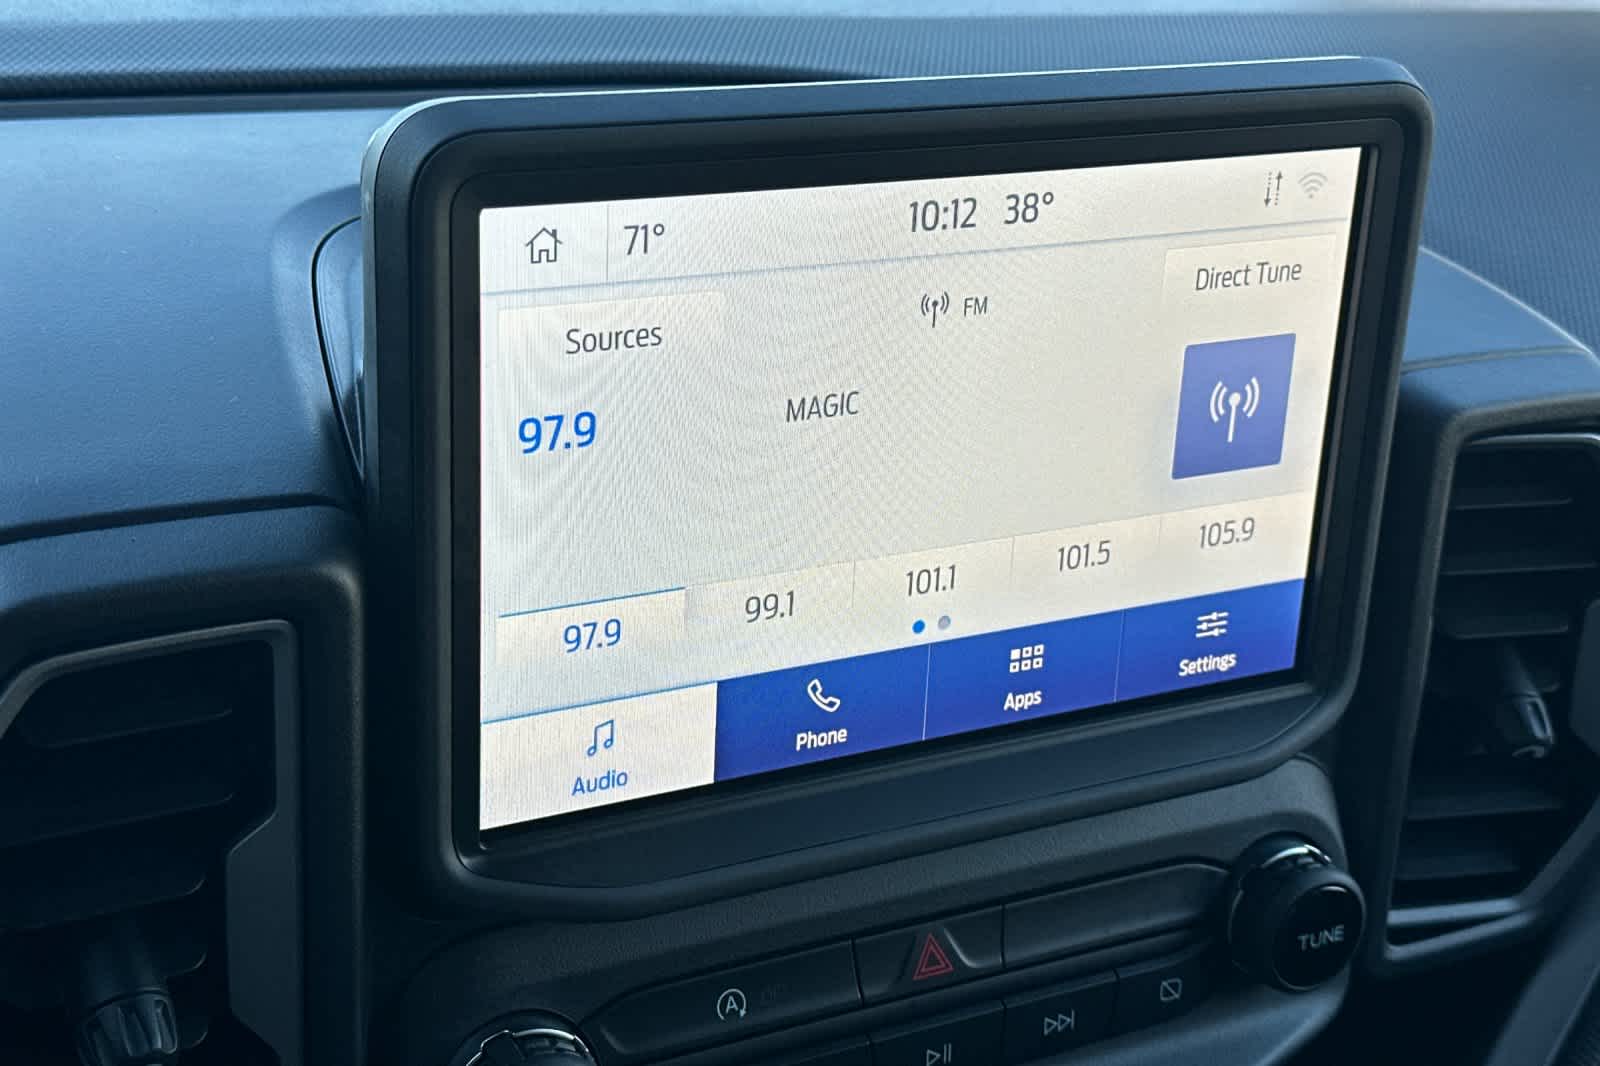 71°
10:12 38°
Sources
FM
Direct Tune
97.9
MAGIC
97.9
99.1
101.1
101.5
105.9
Audio
Phone
Apps
Settings
TUNE
A